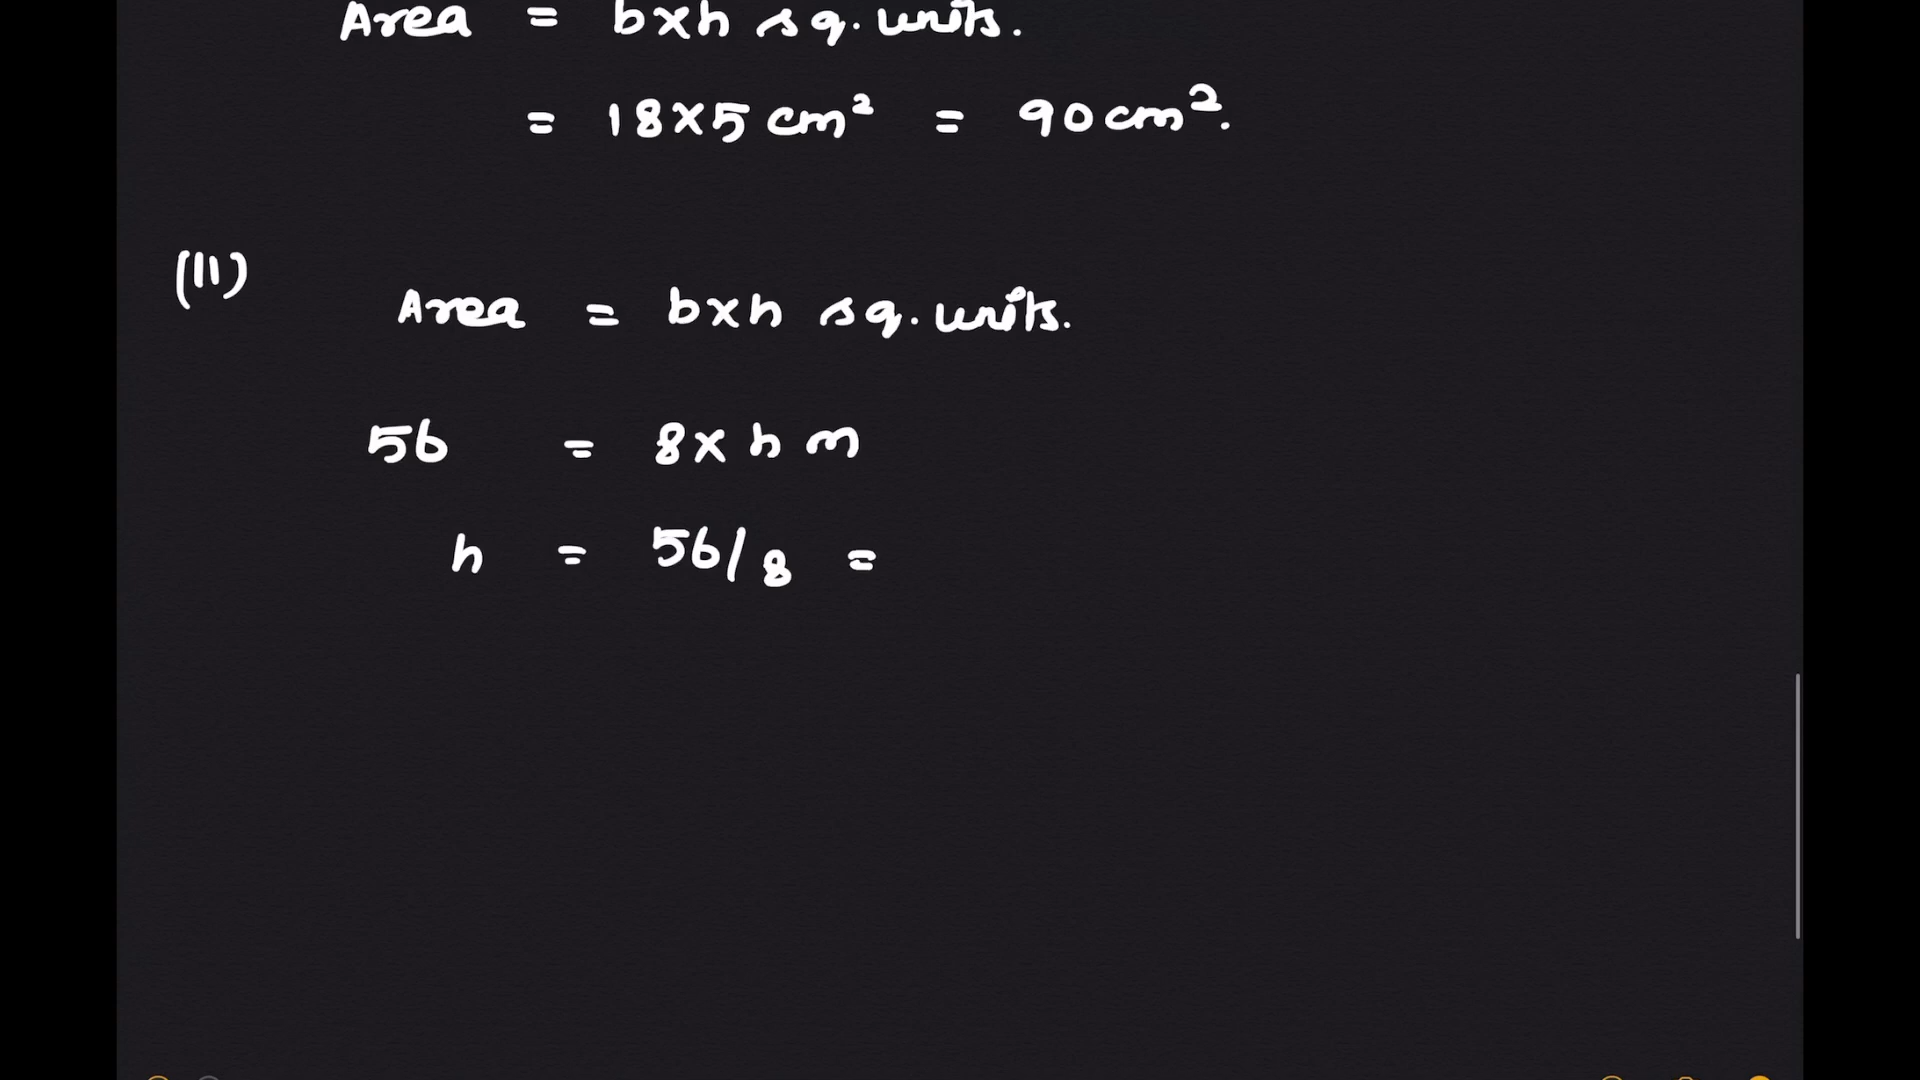 Area = b×h sq. units.
= 18×5 cm² = 90 cm².
(II)
Area = b×h sq. units.
56 = 8× h m
h = 56/8 =